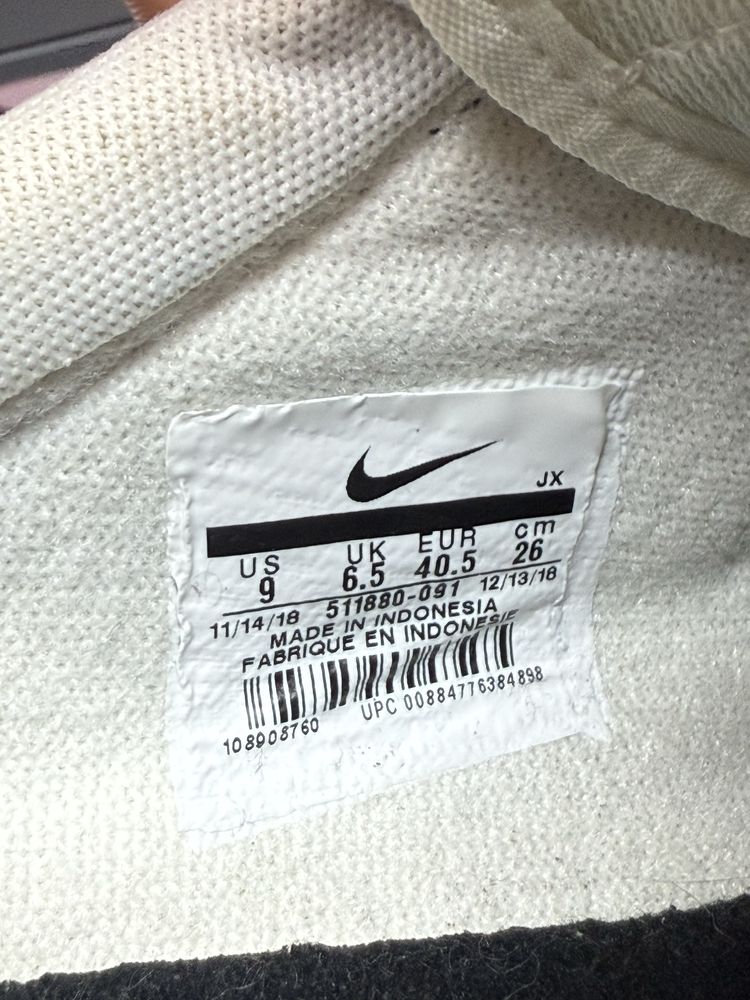 JX
US UK EUR cm
9 6.5 40.5 26
11/14/18 511880-091 12/13/18
MADE IN INDONESIA
FABRIQUE EN INDONESIE
108908760 UPC 00884776384898